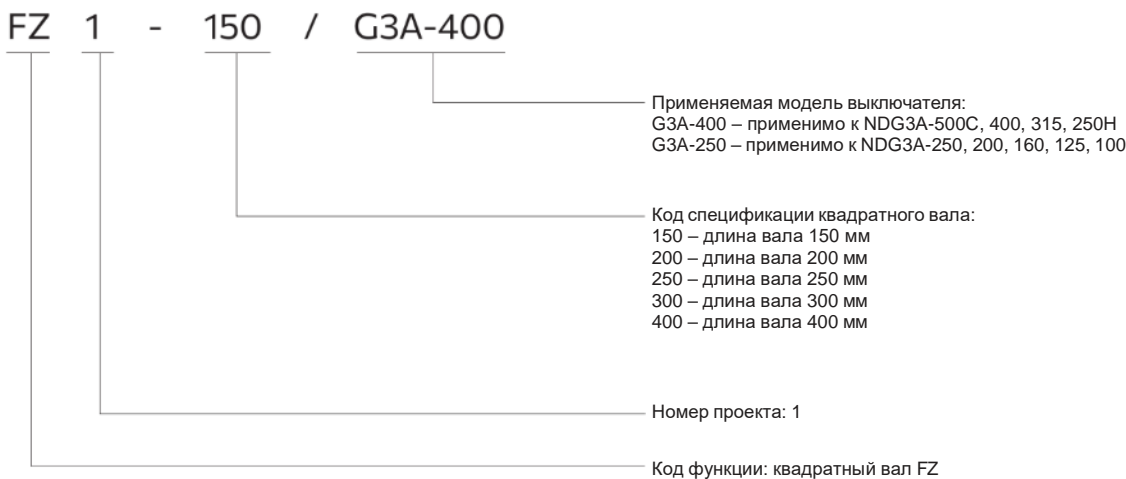 FZ 1 - 150 / G3A-400
Применяемая модель выключателя:
G3A-400 – применимо к NDG3A-500C, 400, 315, 250H
G3A-250 – применимо к NDG3A-250, 200, 160, 125, 100
Код спецификации квадратного вала:
150 – длина вала 150 мм
200 – длина вала 200 мм
250 – длина вала 250 мм
300 – длина вала 300 мм
400 – длина вала 400 мм
Номер проекта: 1
Код функции: квадратный вал FZ